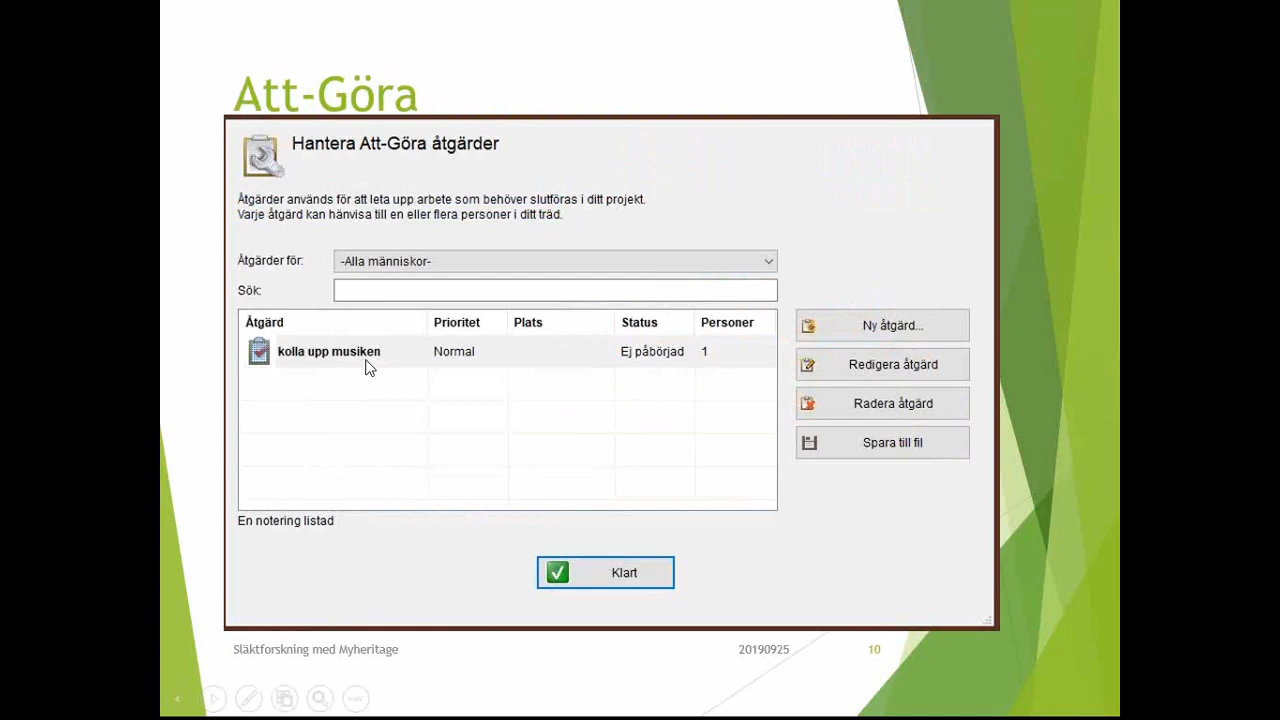 Att-Göra
Hantera Att-Göra åtgärder
Åtgärder används för att leta upp arbete som behöver slutföras i ditt projekt.
Varje åtgärd kan hänvisa till en eller flera personer i ditt träd.
Åtgärder för: -Alla människor-
Sök:
Åtgärd Prioritet Plats Status Personer
kolla upp musiken Normal Ej påbörjad 1
Ny åtgärd...
Redigera åtgärd
Radera åtgärd
Spara till fil
En notering listad
Klart
Släktforskning med Myheritage 20190925 10